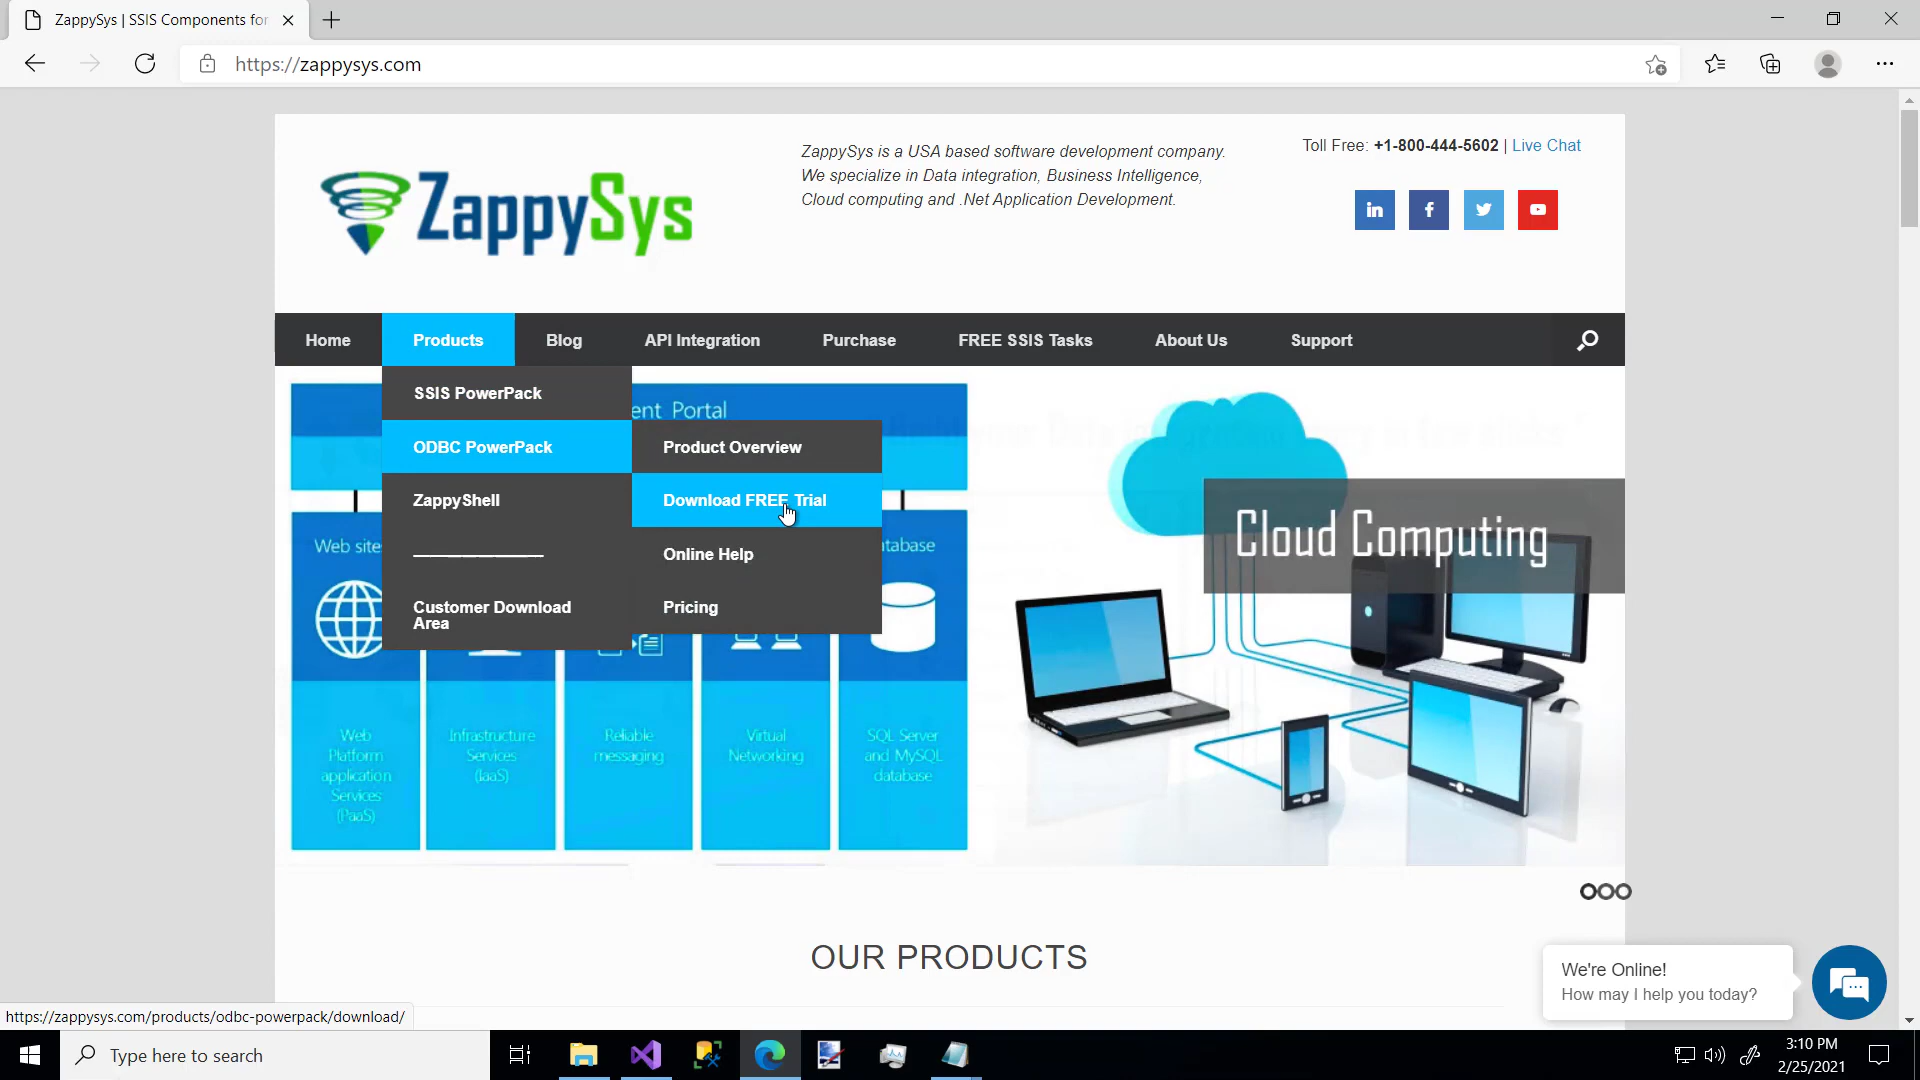 ZappySys | SSIS Components for
https://zappysys.com
ZappySys is a USA based software development company.
We specialize in Data integration, Business Intelligence,
Cloud computing and .Net Application Development.
Toll Free: +1-800-444-5602 | Live Chat
ZappySys
Home
Products
Blog
API Integration
Purchase
FREE SSIS Tasks
About Us
Support
SSIS PowerPack
ODBC PowerPack
ZappyShell
Customer Download
Area
Product Overview
Download FREE Trial
Online Help
Pricing
ent Portal
Web site
atabase
Cloud Computing
Web
Platform
application
Services
(PaaS)
Infrastructure
Services
(IaaS)
Reliable
messaging
Virtual
Networking
SQL Server
and MySQL
database
OUR PRODUCTS
We're Online!
How may I help you today?
https://zappysys.com/products/odbc-powerpack/download/
Type here to search
3:10 PM
2/25/2021